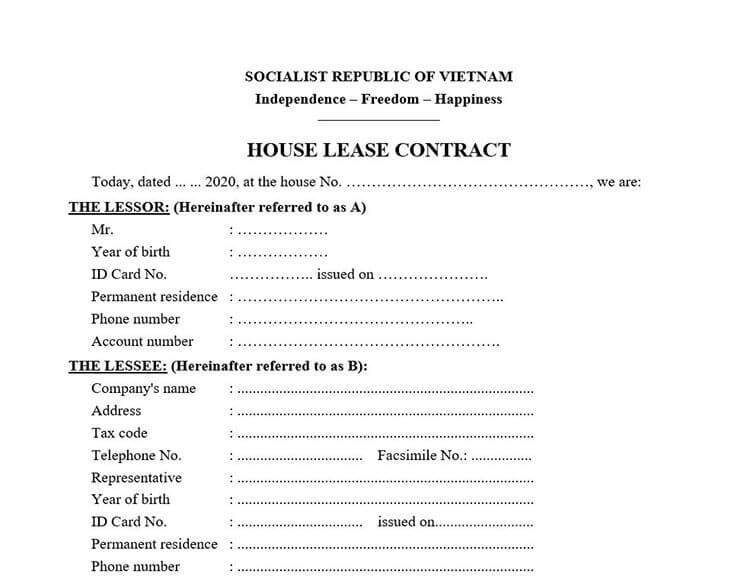 SOCIALIST REPUBLIC OF VIETNAM
Independence – Freedom – Happiness
HOUSE LEASE CONTRACT
Today, dated ... ... 2020, at the house No. …………………………………………, we are:
THE LESSOR: (Hereinafter referred to as A)
Mr. : ………………
Year of birth : ………………
ID Card No. …………….. issued on ………………….
Permanent residence : ……………………………………………..
Phone number : ………………………………………..
Account number : …………………………………………….
THE LESSEE: (Hereinafter referred to as B):
Company's name : ...............................................................................
Address : ...............................................................................
Tax code : ...............................................................................
Telephone No. : ................................. Facsimile No.: ................
Representative : ...............................................................................
Year of birth : ...............................................................................
ID Card No. : ................................. issued on..........................
Permanent residence : ...............................................................................
Phone number : ...............................................................................